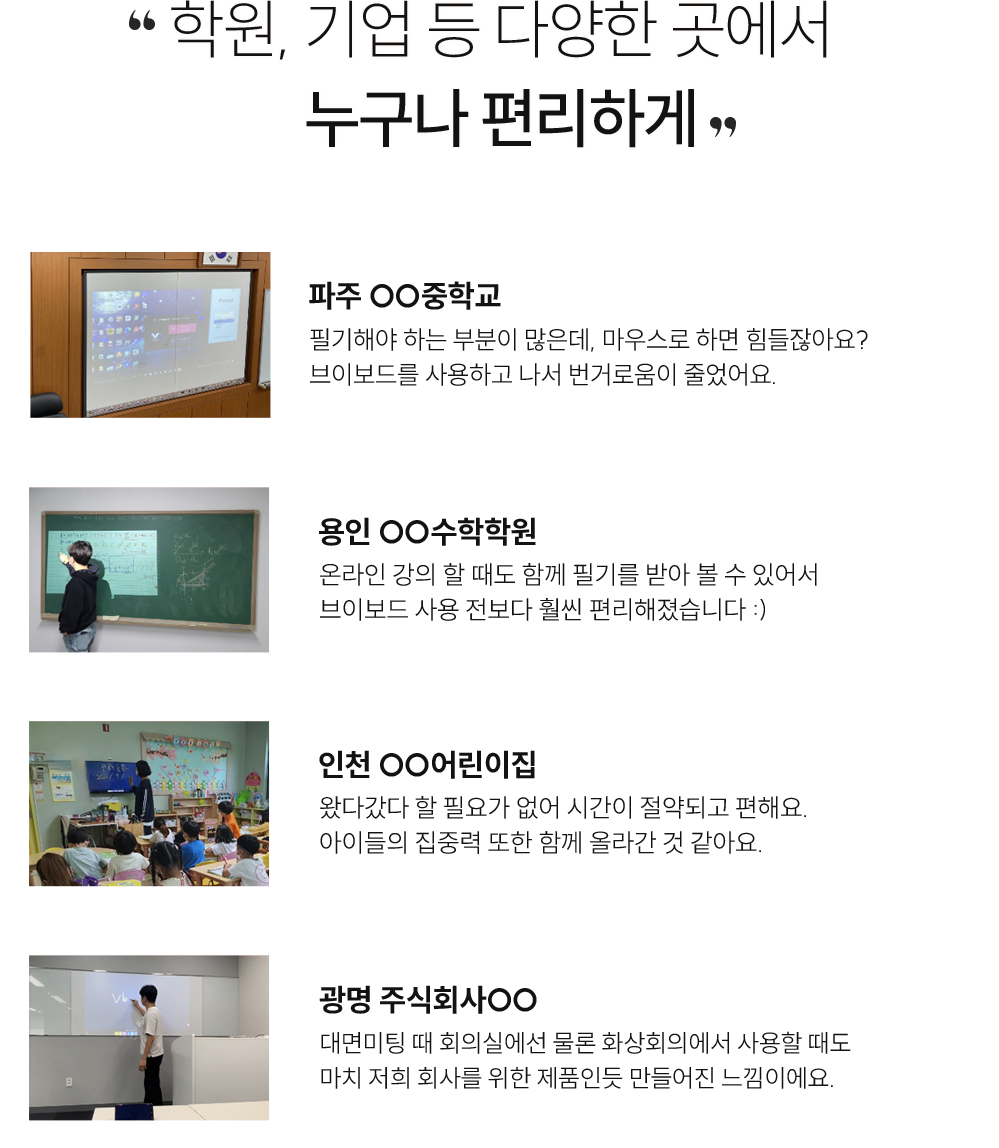 “ 학원, 기업 등 다양한 곳에서
누구나 편리하게 ”
파주 OO중학교
필기해야 하는 부분이 많은데, 마우스로 하면 힘들잖아요?
브이보드를 사용하고 나서 번거로움이 줄었어요.
용인 OO수학학원
온라인 강의 할 때도 함께 필기를 받아 볼 수 있어서
브이보드 사용 전보다 훨씬 편리해졌습니다 :)
인천 OO어린이집
왔다갔다 할 필요가 없어 시간이 절약되고 편해요.
아이들의 집중력 또한 함께 올라간 것 같아요.
광명 주식회사OO
대면미팅 때 회의실에선 물론 화상회의에서 사용할 때도
마치 저희 회사를 위한 제품인듯 만들어진 느낌이에요.